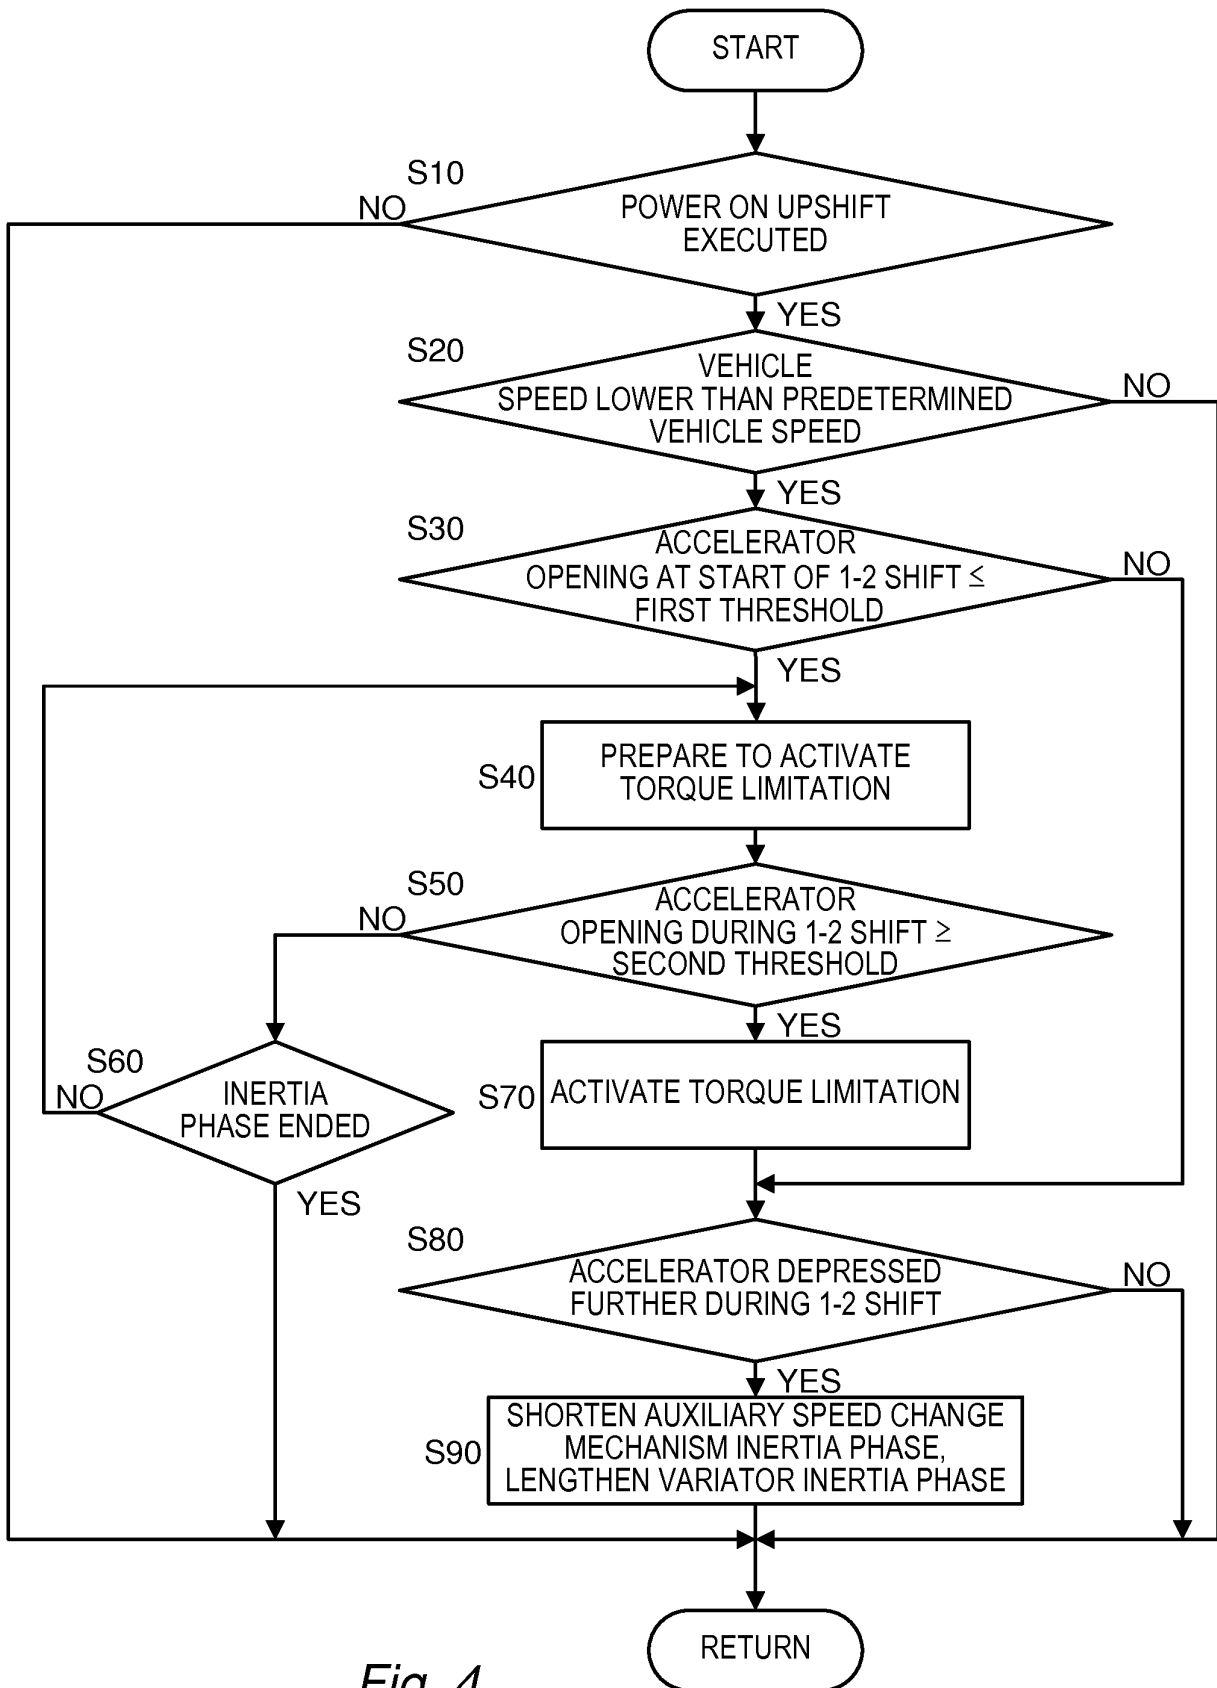 START
S10
NO
POWER ON UPSHIFT
EXECUTED
YES
S20
VEHICLE
SPEED LOWER THAN PREDETERMINED
VEHICLE SPEED
NO
YES
S30
ACCELERATOR
OPENING AT START OF 1-2 SHIFT ≤
FIRST THRESHOLD
NO
YES
S40
PREPARE TO ACTIVATE
TORQUE LIMITATION
S50
NO
ACCELERATOR
OPENING DURING 1-2 SHIFT ≥
SECOND THRESHOLD
YES
S60
NO
INERTIA
PHASE ENDED
YES
S70
ACTIVATE TORQUE LIMITATION
S80
ACCELERATOR DEPRESSED
FURTHER DURING 1-2 SHIFT
NO
YES
S90
SHORTEN AUXILIARY SPEED CHANGE
MECHANISM INERTIA PHASE,
LENGTHEN VARIATOR INERTIA PHASE
RETURN
Fig. 4